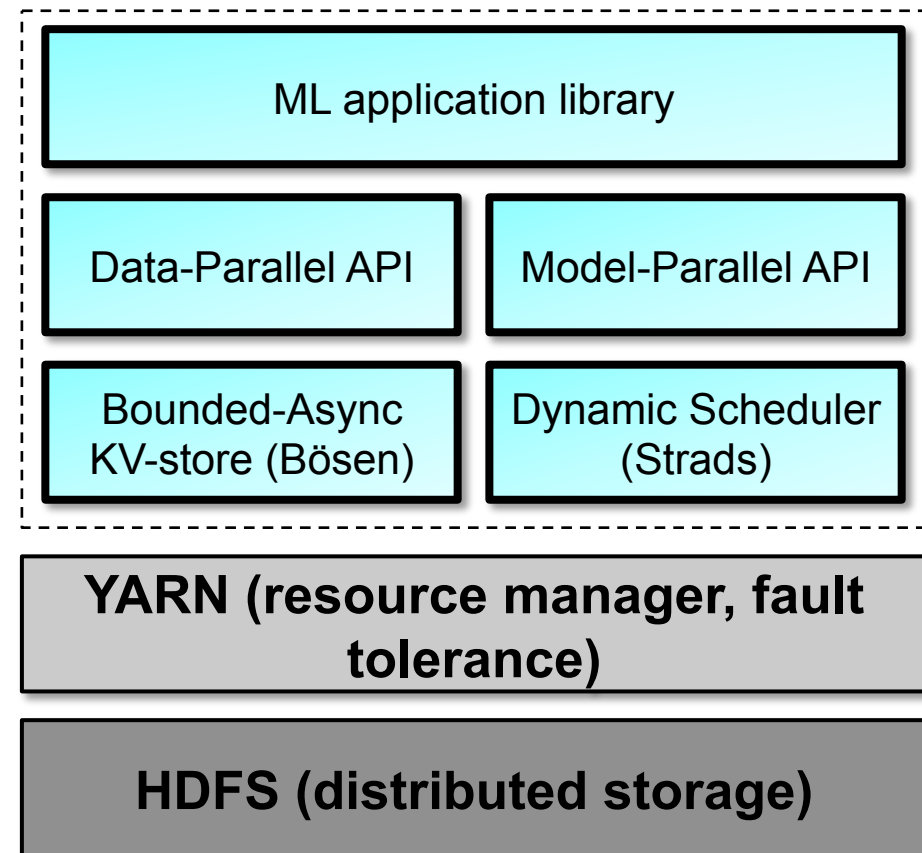 ML application library
Data-Parallel API
Model-Parallel API
Bounded-Async
KV-store (Bösen)
Dynamic Scheduler
(Strads)
YARN (resource manager, fault
tolerance)
HDFS (distributed storage)